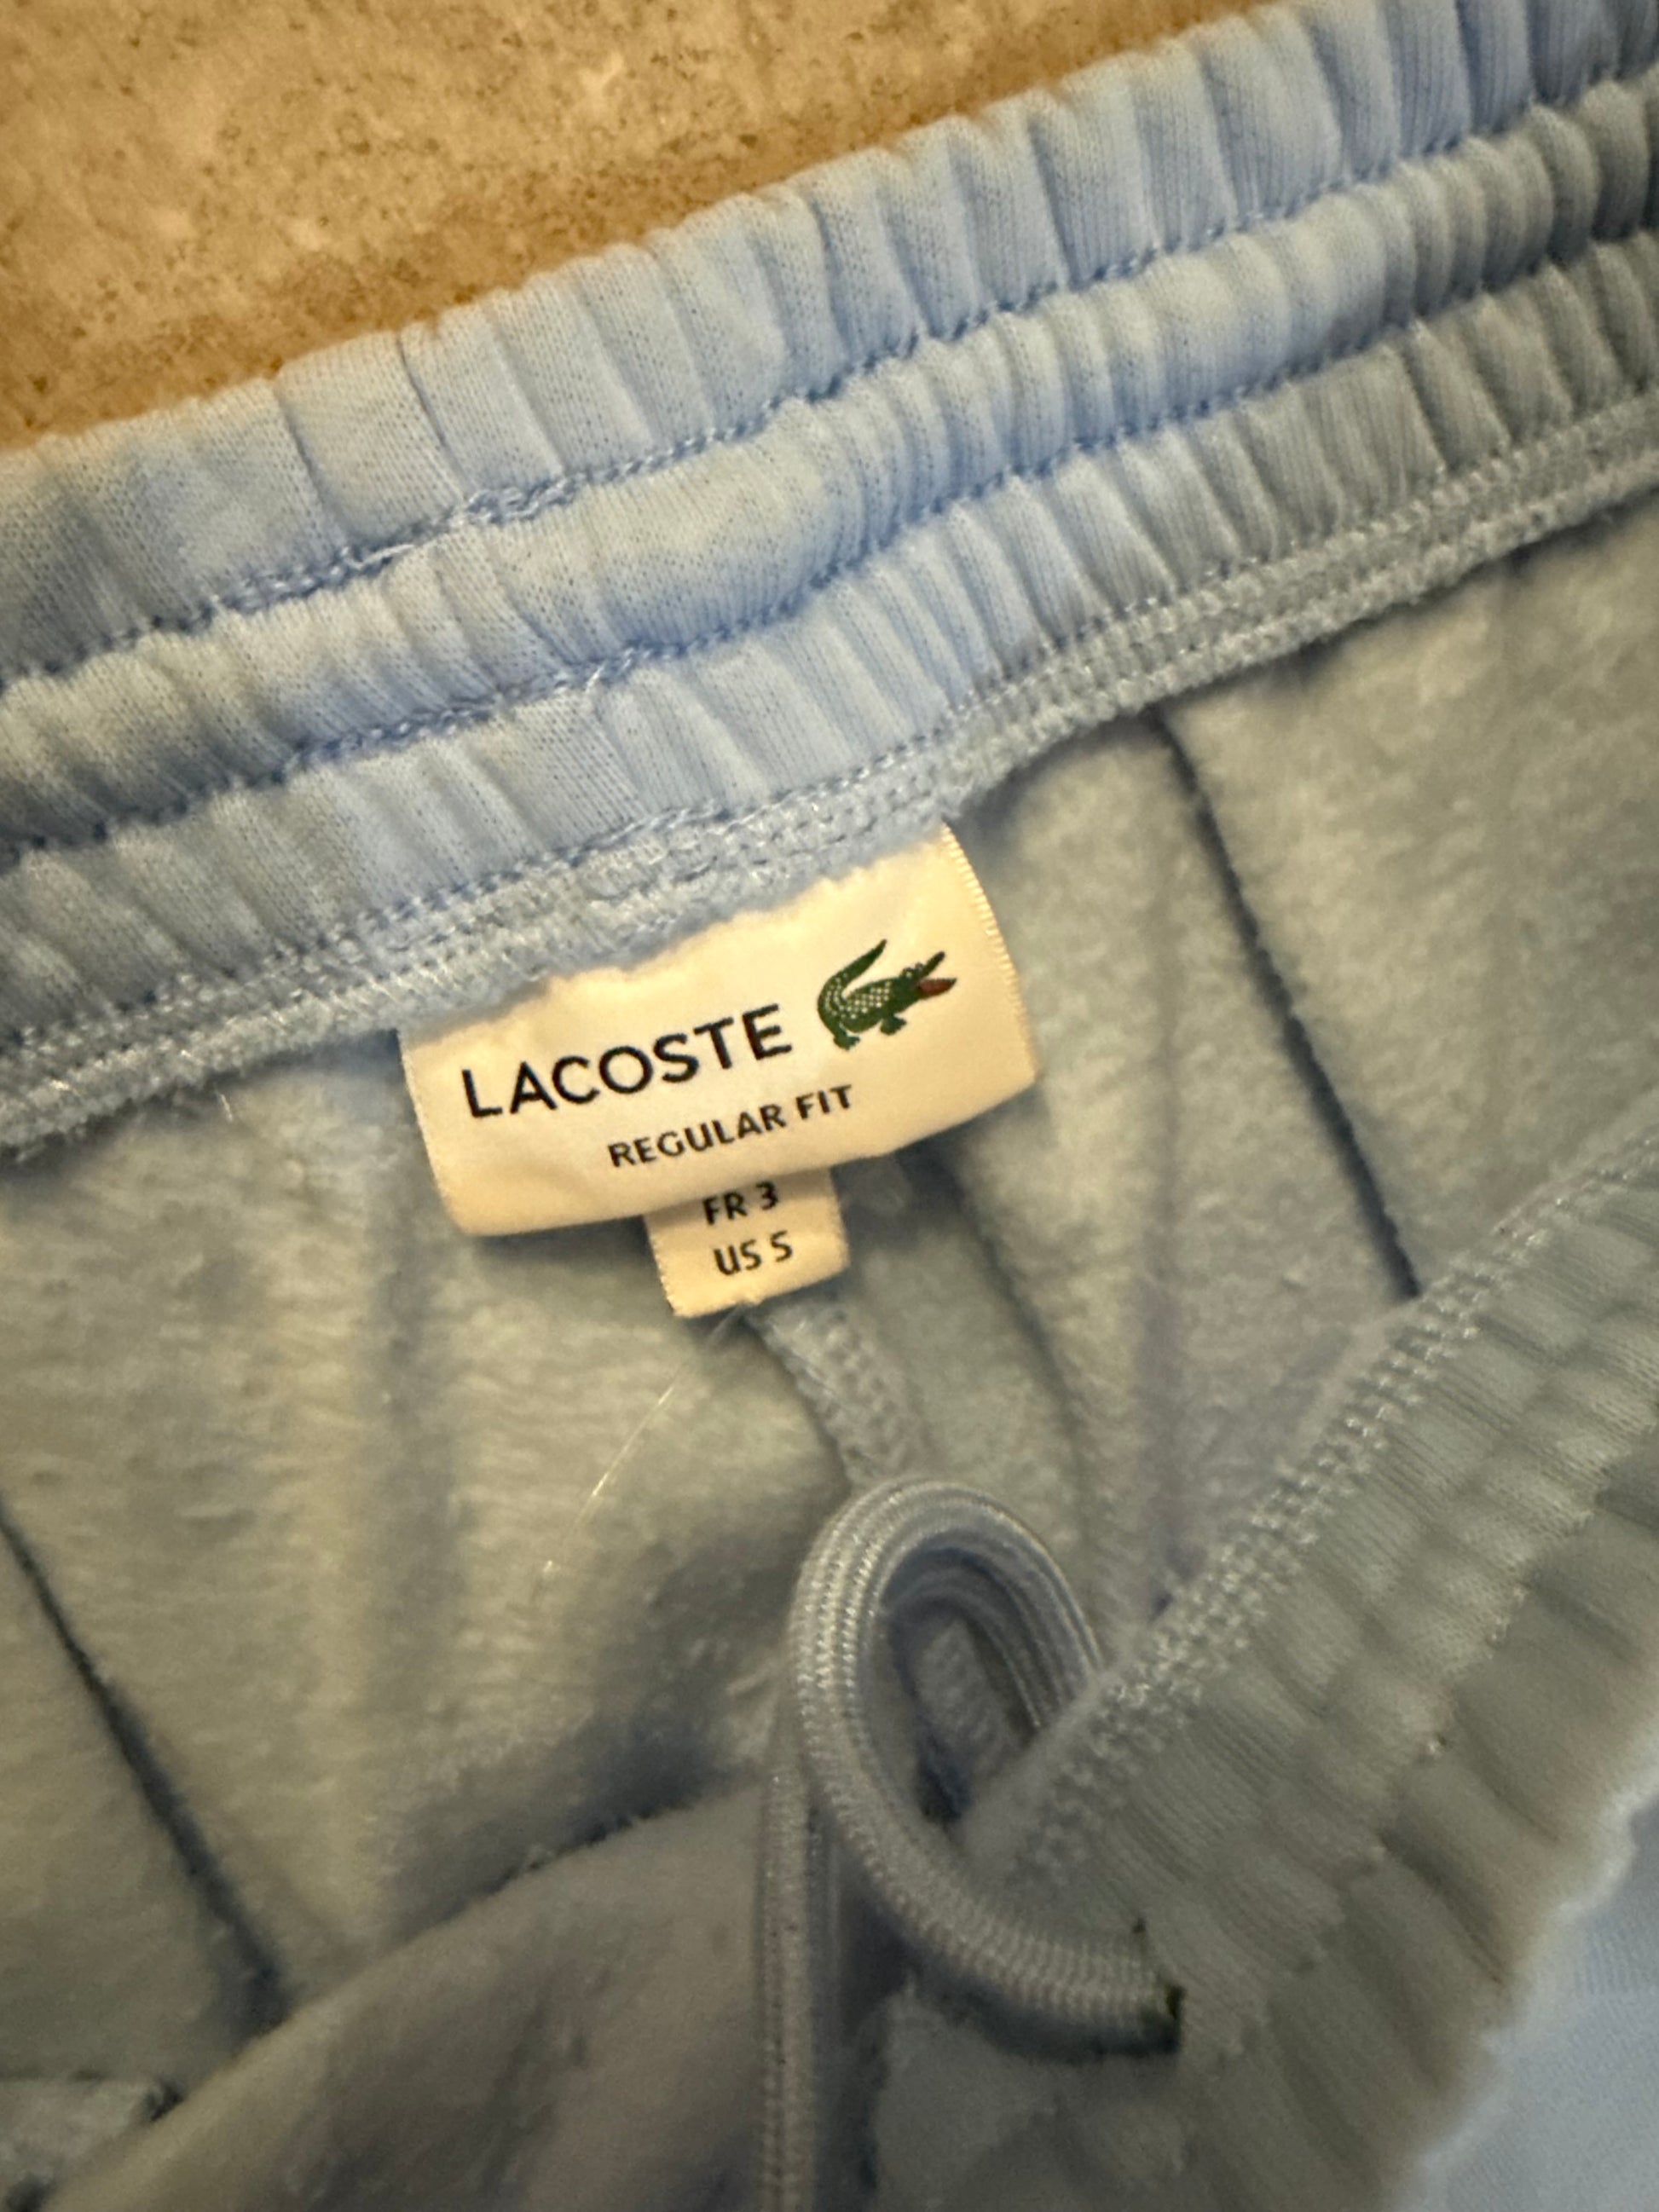 LACOSTE
REGULAR FIT
FR 3
US S